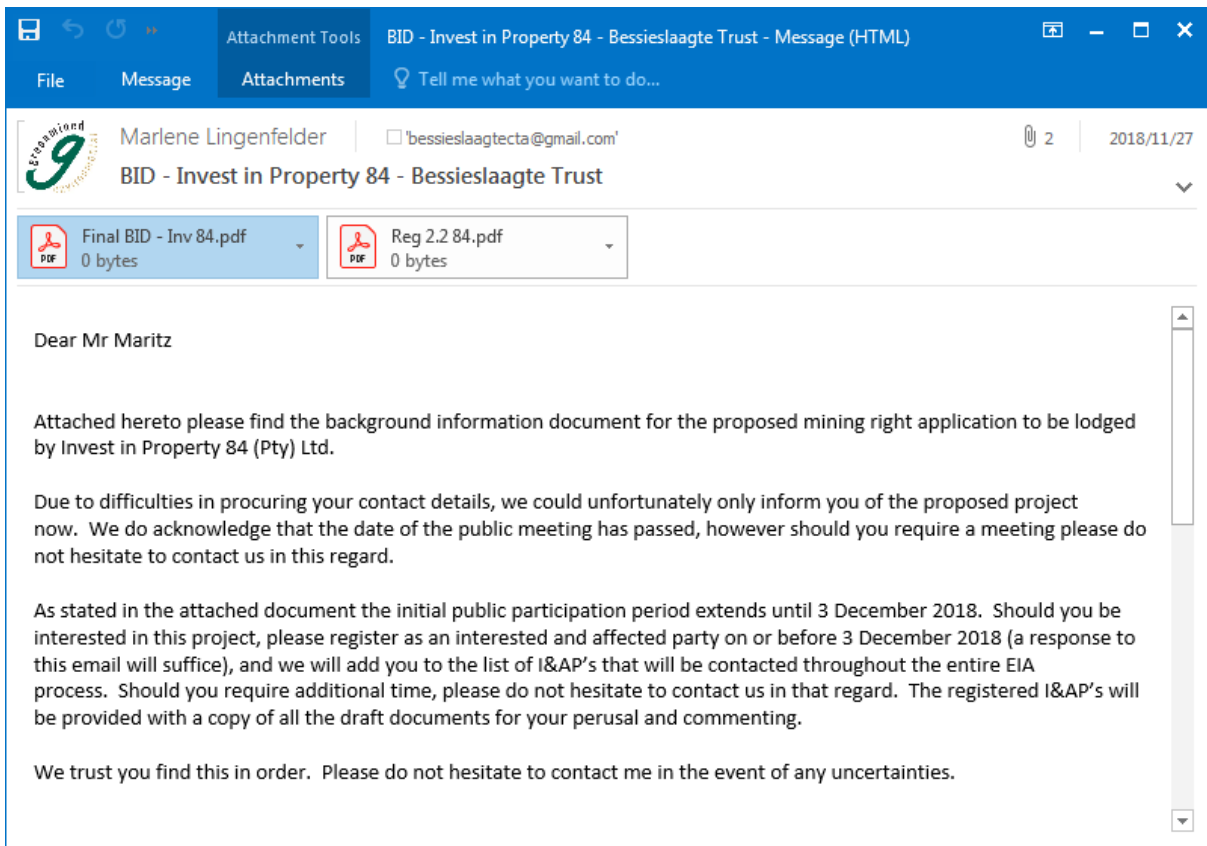 Attachment Tools
BID - Invest in Property 84 - Bessieslaagte Trust - Message (HTML)
File
Message
Attachments
Tell me what you want to do...
Marlene Lingenfelder
'bessieslaagtecta@gmail.com'
2
2018/11/27
BID - Invest in Property 84 - Bessieslaagte Trust
Final BID - Inv 84.pdf
0 bytes
Reg 2.2 84.pdf
0 bytes
Dear Mr Maritz
Attached hereto please find the background information document for the proposed mining right application to be lodged
by Invest in Property 84 (Pty) Ltd.
Due to difficulties in procuring your contact details, we could unfortunately only inform you of the proposed project
now.  We do acknowledge that the date of the public meeting has passed, however should you require a meeting please do
not hesitate to contact us in this regard.
As stated in the attached document the initial public participation period extends until 3 December 2018.  Should you be
interested in this project, please register as an interested and affected party on or before 3 December 2018 (a response to
this email will suffice), and we will add you to the list of I&AP's that will be contacted throughout the entire EIA
process.  Should you require additional time, please do not hesitate to contact us in that regard.  The registered I&AP's will
be provided with a copy of all the draft documents for your perusal and commenting.
We trust you find this in order.  Please do not hesitate to contact me in the event of any uncertainties.